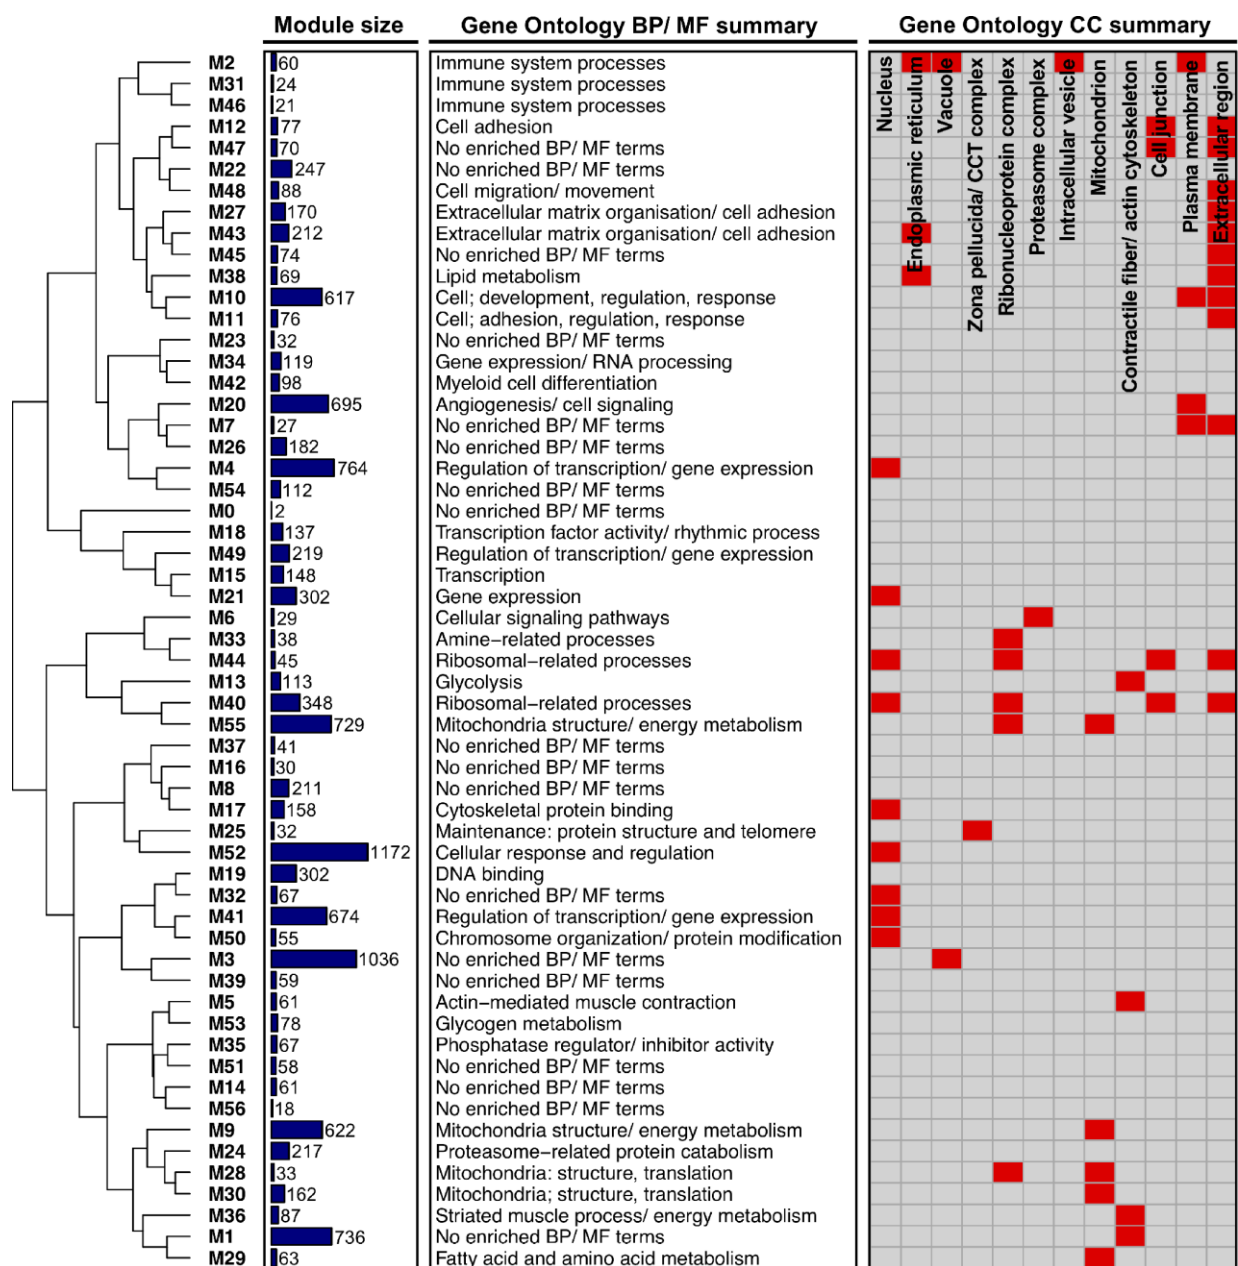 Module size Gene Ontology BP/ MF summary Gene Ontology CC summary
Nucleus
Endoplasmic reticulum
Vacuole
Zona pellucida/ CCT complex
Ribonucleoprotein complex
Proteasome complex
Intracellular vesicle
Mitochondrion
Contractile fiber/ actin cytoskeleton
Cell junction
Plasma membrane
Extracellular region
M2 60 Immune system processes
M31 24 Immune system processes
M46 21 Immune system processes
M12 77 Cell adhesion
M47 70 No enriched BP/ MF terms
M22 247 No enriched BP/ MF terms
M48 88 Cell migration/ movement
M27 170 Extracellular matrix organisation/ cell adhesion
M43 212 Extracellular matrix organisation/ cell adhesion
M45 74 No enriched BP/ MF terms
M38 69 Lipid metabolism
M10 617 Cell; development, regulation, response
M11 76 Cell; adhesion, regulation, response
M23 32 No enriched BP/ MF terms
M34 119 Gene expression/ RNA processing
M42 98 Myeloid cell differentiation
M20 695 Angiogenesis/ cell signaling
M7 27 No enriched BP/ MF terms
M26 182 No enriched BP/ MF terms
M4 764 Regulation of transcription/ gene expression
M54 112 No enriched BP/ MF terms
M0 2 No enriched BP/ MF terms
M18 137 Transcription factor activity/ rhythmic process
M49 219 Regulation of transcription/ gene expression
M15 148 Transcription
M21 302 Gene expression
M6 29 Cellular signaling pathways
M33 38 Amine−related processes
M44 45 Ribosomal−related processes
M13 113 Glycolysis
M40 348 Ribosomal−related processes
M55 729 Mitochondria structure/ energy metabolism
M37 41 No enriched BP/ MF terms
M16 30 No enriched BP/ MF terms
M8 211 No enriched BP/ MF terms
M17 158 Cytoskeletal protein binding
M25 32 Maintenance: protein structure and telomere
M52 1172 Cellular response and regulation
M19 302 DNA binding
M32 67 No enriched BP/ MF terms
M41 674 Regulation of transcription/ gene expression
M50 55 Chromosome organization/ protein modification
M3 1036 No enriched BP/ MF terms
M39 59 No enriched BP/ MF terms
M5 61 Actin−mediated muscle contraction
M53 78 Glycogen metabolism
M35 67 Phosphatase regulator/ inhibitor activity
M51 58 No enriched BP/ MF terms
M14 61 No enriched BP/ MF terms
M56 18 No enriched BP/ MF terms
M9 622 Mitochondria structure/ energy metabolism
M24 217 Proteasome−related protein catabolism
M28 33 Mitochondria: structure, translation
M30 162 Mitochondria; structure, translation
M36 87 Striated muscle process/ energy metabolism
M1 736 No enriched BP/ MF terms
M29 63 Fatty acid and amino acid metabolism